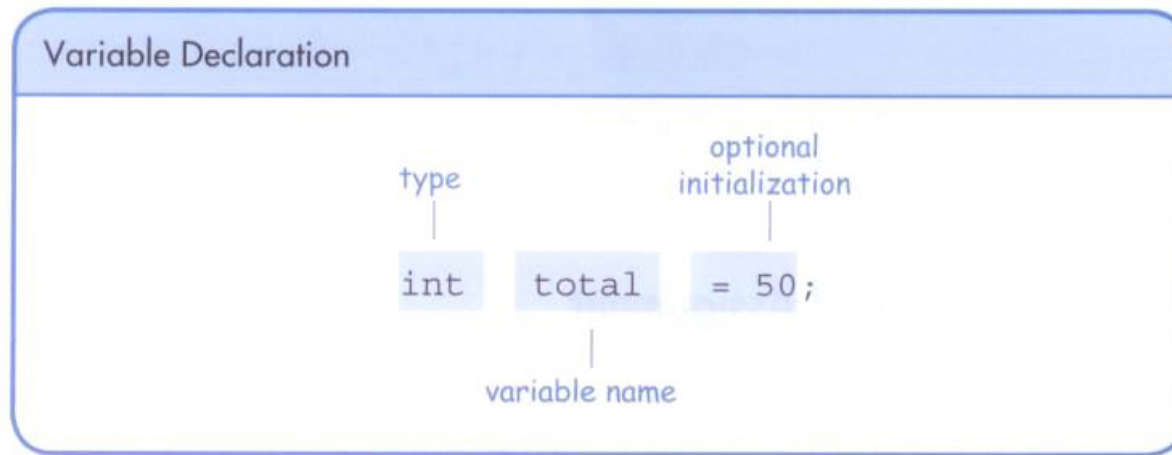 Variable Declaration
optional
type
initialization
int total = 50;
variable name